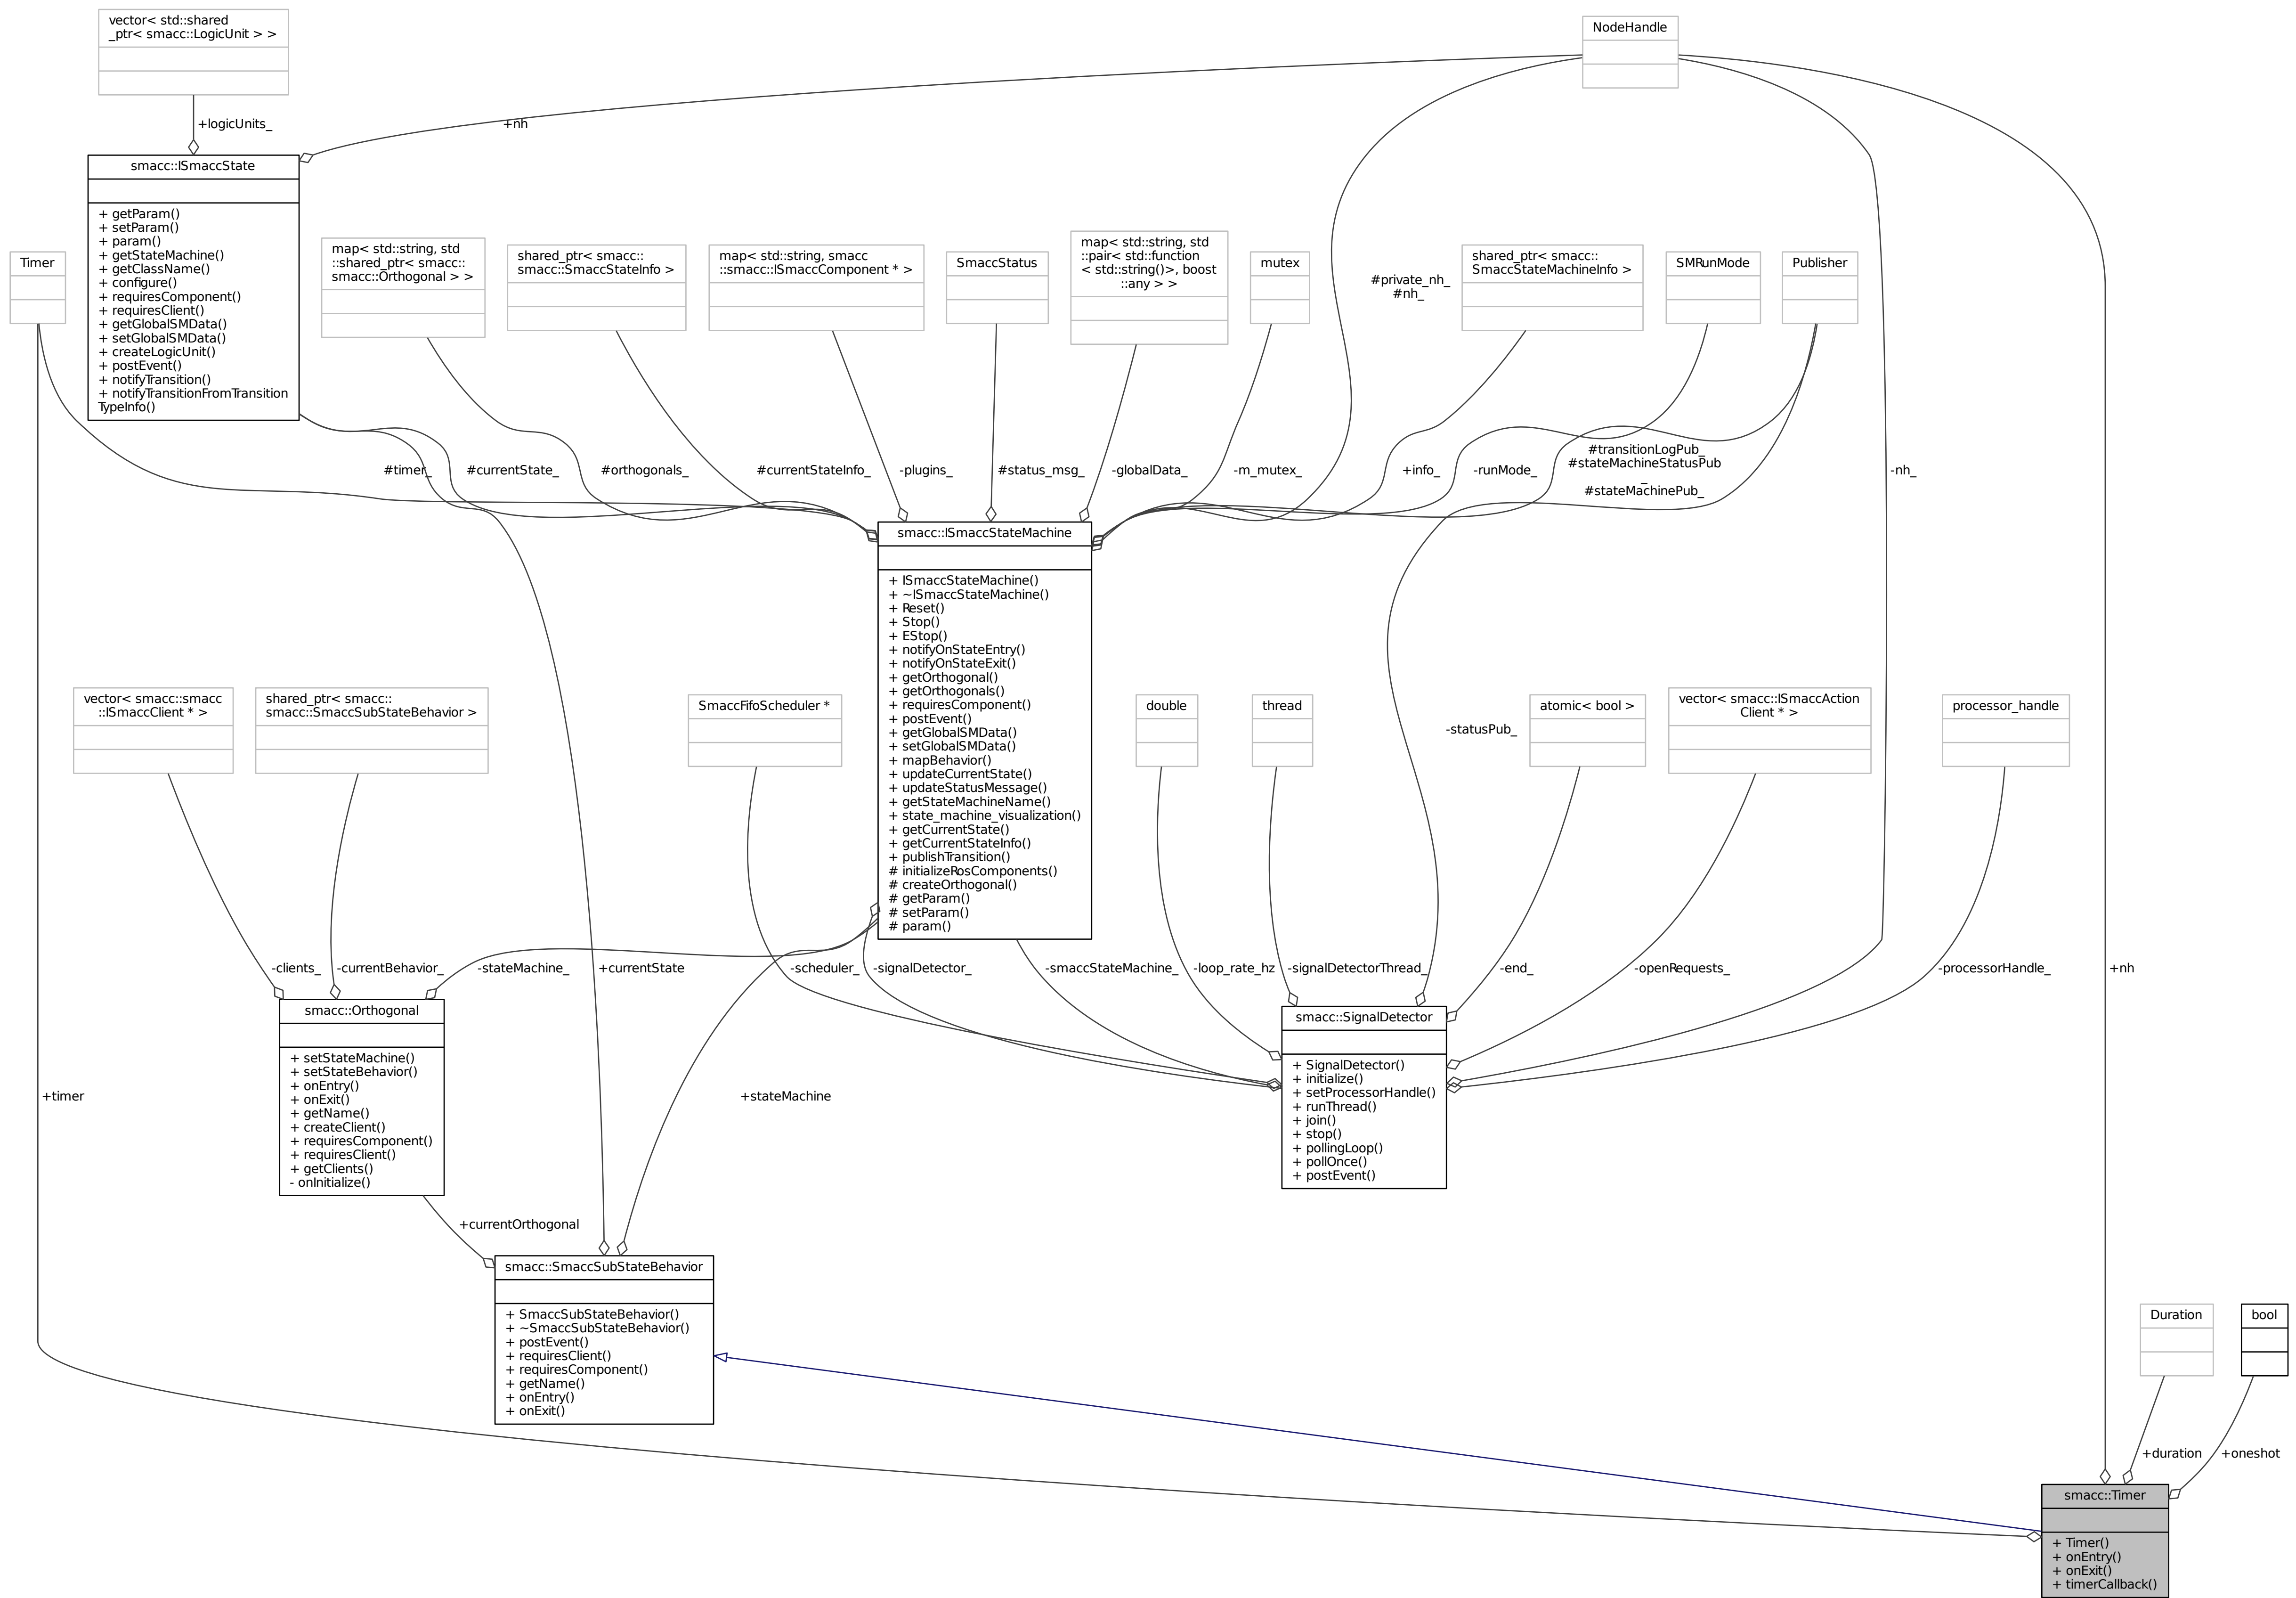 vector< std::shared
_ptr< smacc::LogicUnit > >
NodeHandle
+logicUnits_
+nh
smacc::ISmaccState
+ getParam()
+ setParam()
+ param()
+ getStateMachine()
+ getClassName()
+ configure()
+ requiresComponent()
+ requiresClient()
+ getGlobalSMData()
+ setGlobalSMData()
+ createLogicUnit()
+ postEvent()
+ notifyTransition()
+ notifyTransitionFromTransition
TypeInfo()
Timer
map< std::string, std
::shared_ptr< smacc::
smacc::Orthogonal > >
shared_ptr< smacc::
smacc::SmaccStateInfo >
map< std::string, smacc
::smacc::ISmaccComponent * >
SmaccStatus
map< std::string, std
::pair< std::function
< std::string()>, boost
::any > >
mutex
#private_nh_
#nh_
shared_ptr< smacc::
SmaccStateMachineInfo >
SMRunMode
Publisher
#timer_
#currentState_
#orthogonals_
#currentStateInfo_
-plugins_
#status_msg_
-globalData_
-m_mutex_
+info_
-runMode_
#transitionLogPub_
#stateMachineStatusPub
_
#stateMachinePub_
-nh_
smacc::ISmaccStateMachine
+ ISmaccStateMachine()
+ ~ISmaccStateMachine()
+ Reset()
+ Stop()
+ EStop()
+ notifyOnStateEntry()
+ notifyOnStateExit()
+ getOrthogonal()
+ getOrthogonals()
+ requiresComponent()
+ postEvent()
+ getGlobalSMData()
+ setGlobalSMData()
+ mapBehavior()
+ updateCurrentState()
+ updateStatusMessage()
+ getStateMachineName()
+ state_machine_visualization()
+ getCurrentState()
+ getCurrentStateInfo()
+ publishTransition()
# initializeRosComponents()
# createOrthogonal()
# getParam()
# setParam()
# param()
vector< smacc::smacc
::ISmaccClient * >
shared_ptr< smacc::
smacc::SmaccSubStateBehavior >
SmaccFifoScheduler *
double
thread
-statusPub_
atomic< bool >
vector< smacc::ISmaccAction
Client * >
processor_handle
-clients_
-currentBehavior_
-stateMachine_
+currentState
-scheduler_
-signalDetector_
-smaccStateMachine_
-loop_rate_hz
-signalDetectorThread_
-end_
-openRequests_
-processorHandle_
+nh
smacc::Orthogonal
+ setStateMachine()
+ setStateBehavior()
+ onEntry()
+ onExit()
+ getName()
+ createClient()
+ requiresComponent()
+ requiresClient()
+ getClients()
- onInitialize()
smacc::SignalDetector
+ SignalDetector()
+ initialize()
+ setProcessorHandle()
+ runThread()
+ join()
+ stop()
+ pollingLoop()
+ pollOnce()
+ postEvent()
+timer
+stateMachine
+currentOrthogonal
smacc::SmaccSubStateBehavior
+ SmaccSubStateBehavior()
+ ~SmaccSubStateBehavior()
+ postEvent()
+ requiresClient()
+ requiresComponent()
+ getName()
+ onEntry()
+ onExit()
Duration
bool
+duration
+oneshot
smacc::Timer
+ Timer()
+ onEntry()
+ onExit()
+ timerCallback()